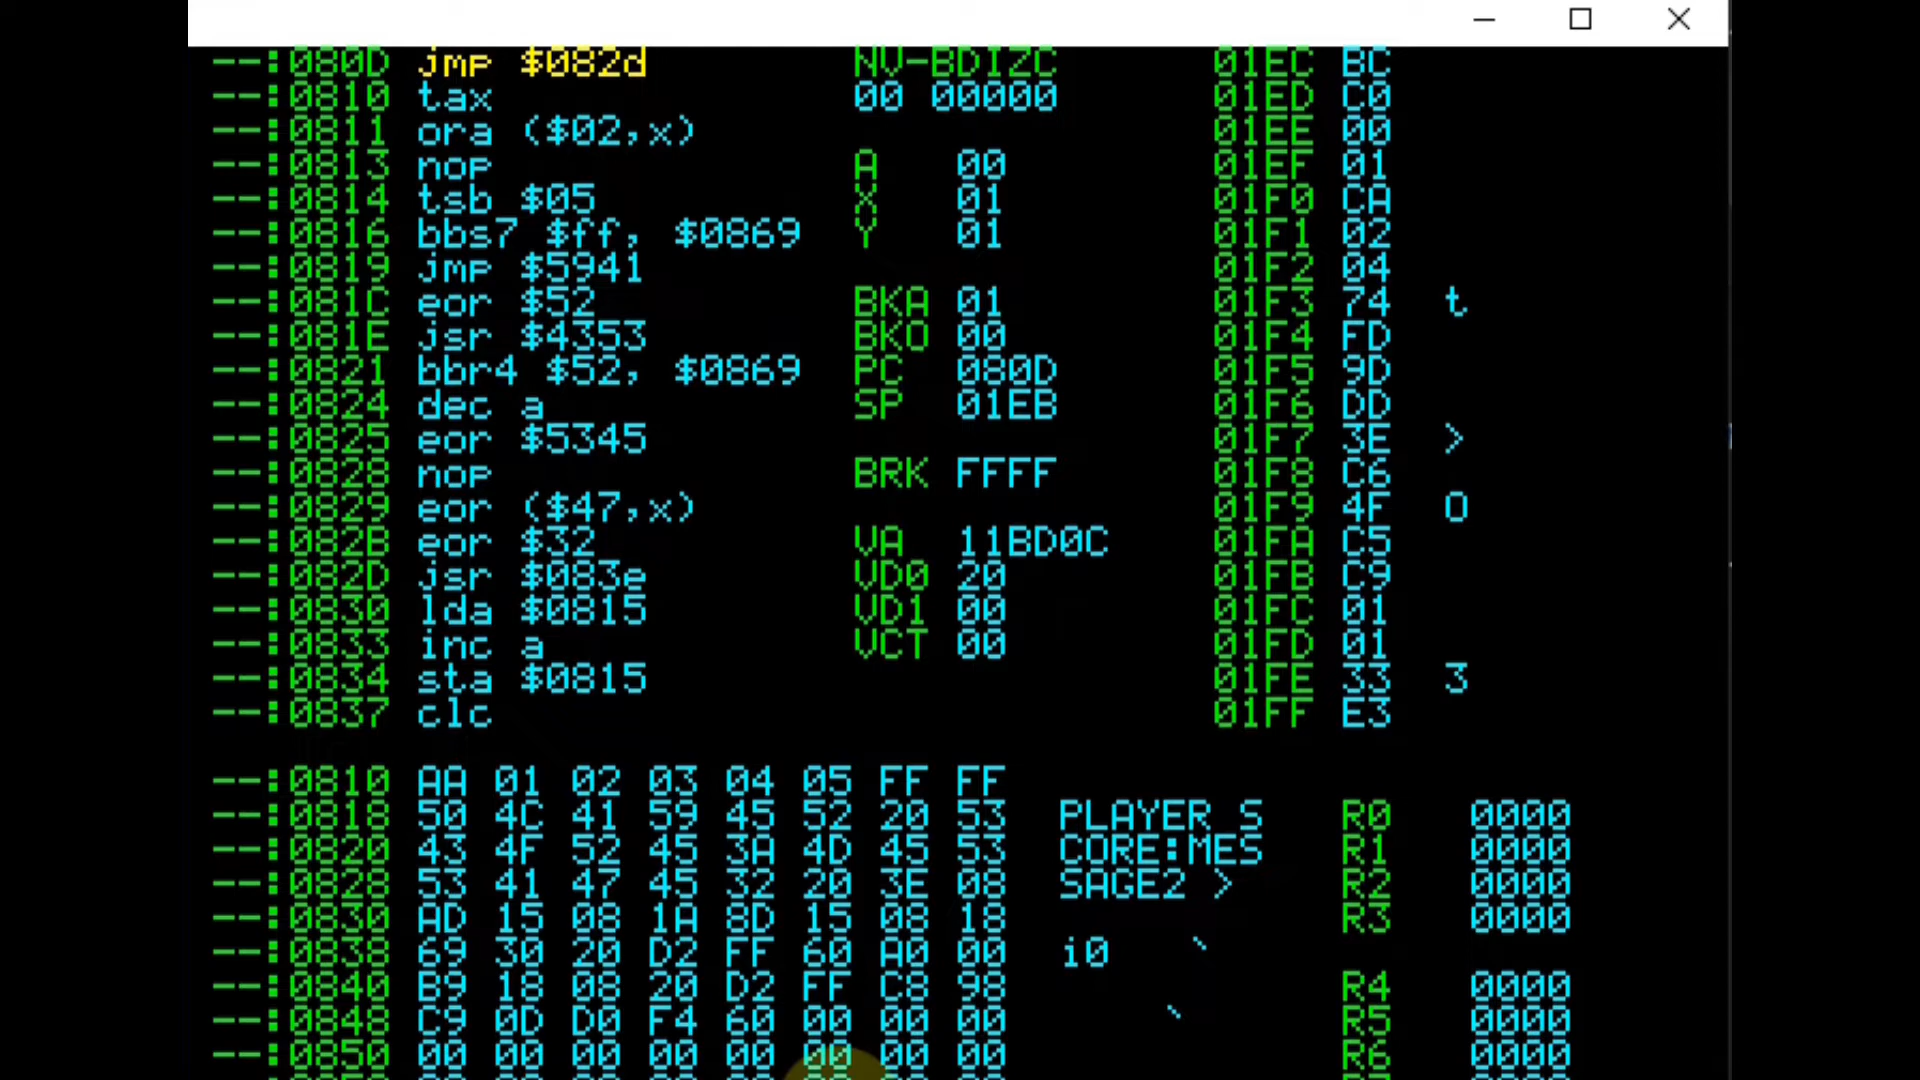 --:080D jmp $082d NV-BDIZC 01EC BC
--:0810 tax 00 00000 01ED C0
--:0811 ora ($02,x) 01EE 00
--:0813 nop A 00 01EF 01
--:0814 tsb $05 X 01 01F0 CA
--:0816 bbs7 $ff, $0869 Y 01 01F1 02
--:0819 jmp $5941 01F2 04
--:081C eor $52 BKA 01 01F3 74 t
--:081E jsr $4353 BKO 00 01F4 FD
--:0821 bbr4 $52, $0869 PC 080D 01F5 9D
--:0824 dec a SP 01EB 01F6 DD
--:0825 eor $5345 01F7 3E >
--:0828 nop BRK FFFF 01F8 C6
--:0829 eor ($47,x) 01F9 4F O
--:082B eor $32 VA 11BD0C 01FA C5
--:082D jsr $083e VD0 20 01FB C9
--:0830 lda $0815 VD1 00 01FC 01
--:0833 inc a VCT 00 01FD 01
--:0834 sta $0815 01FE 33 3
--:0837 clc 01FF E3
--:0810 AA 01 02 03 04 05 FF FF
--:0818 50 4C 41 59 45 52 20 53 PLAYER S R0 0000
--:0820 43 4F 52 45 3A 4D 45 53 CORE:MES R1 0000
--:0828 53 41 47 45 32 20 3E 08 SAGE2 > R2 0000
--:0830 AD 15 08 1A 8D 15 08 18 R3 0000
--:0838 69 30 20 D2 FF 60 A0 00 i0 `
--:0840 B9 18 08 20 D2 FF C8 98 R4 0000
--:0848 C9 0D D0 F4 60 00 00 00 ` R5 0000
--:0850 00 00 00 00 00 00 00 00 R6 0000